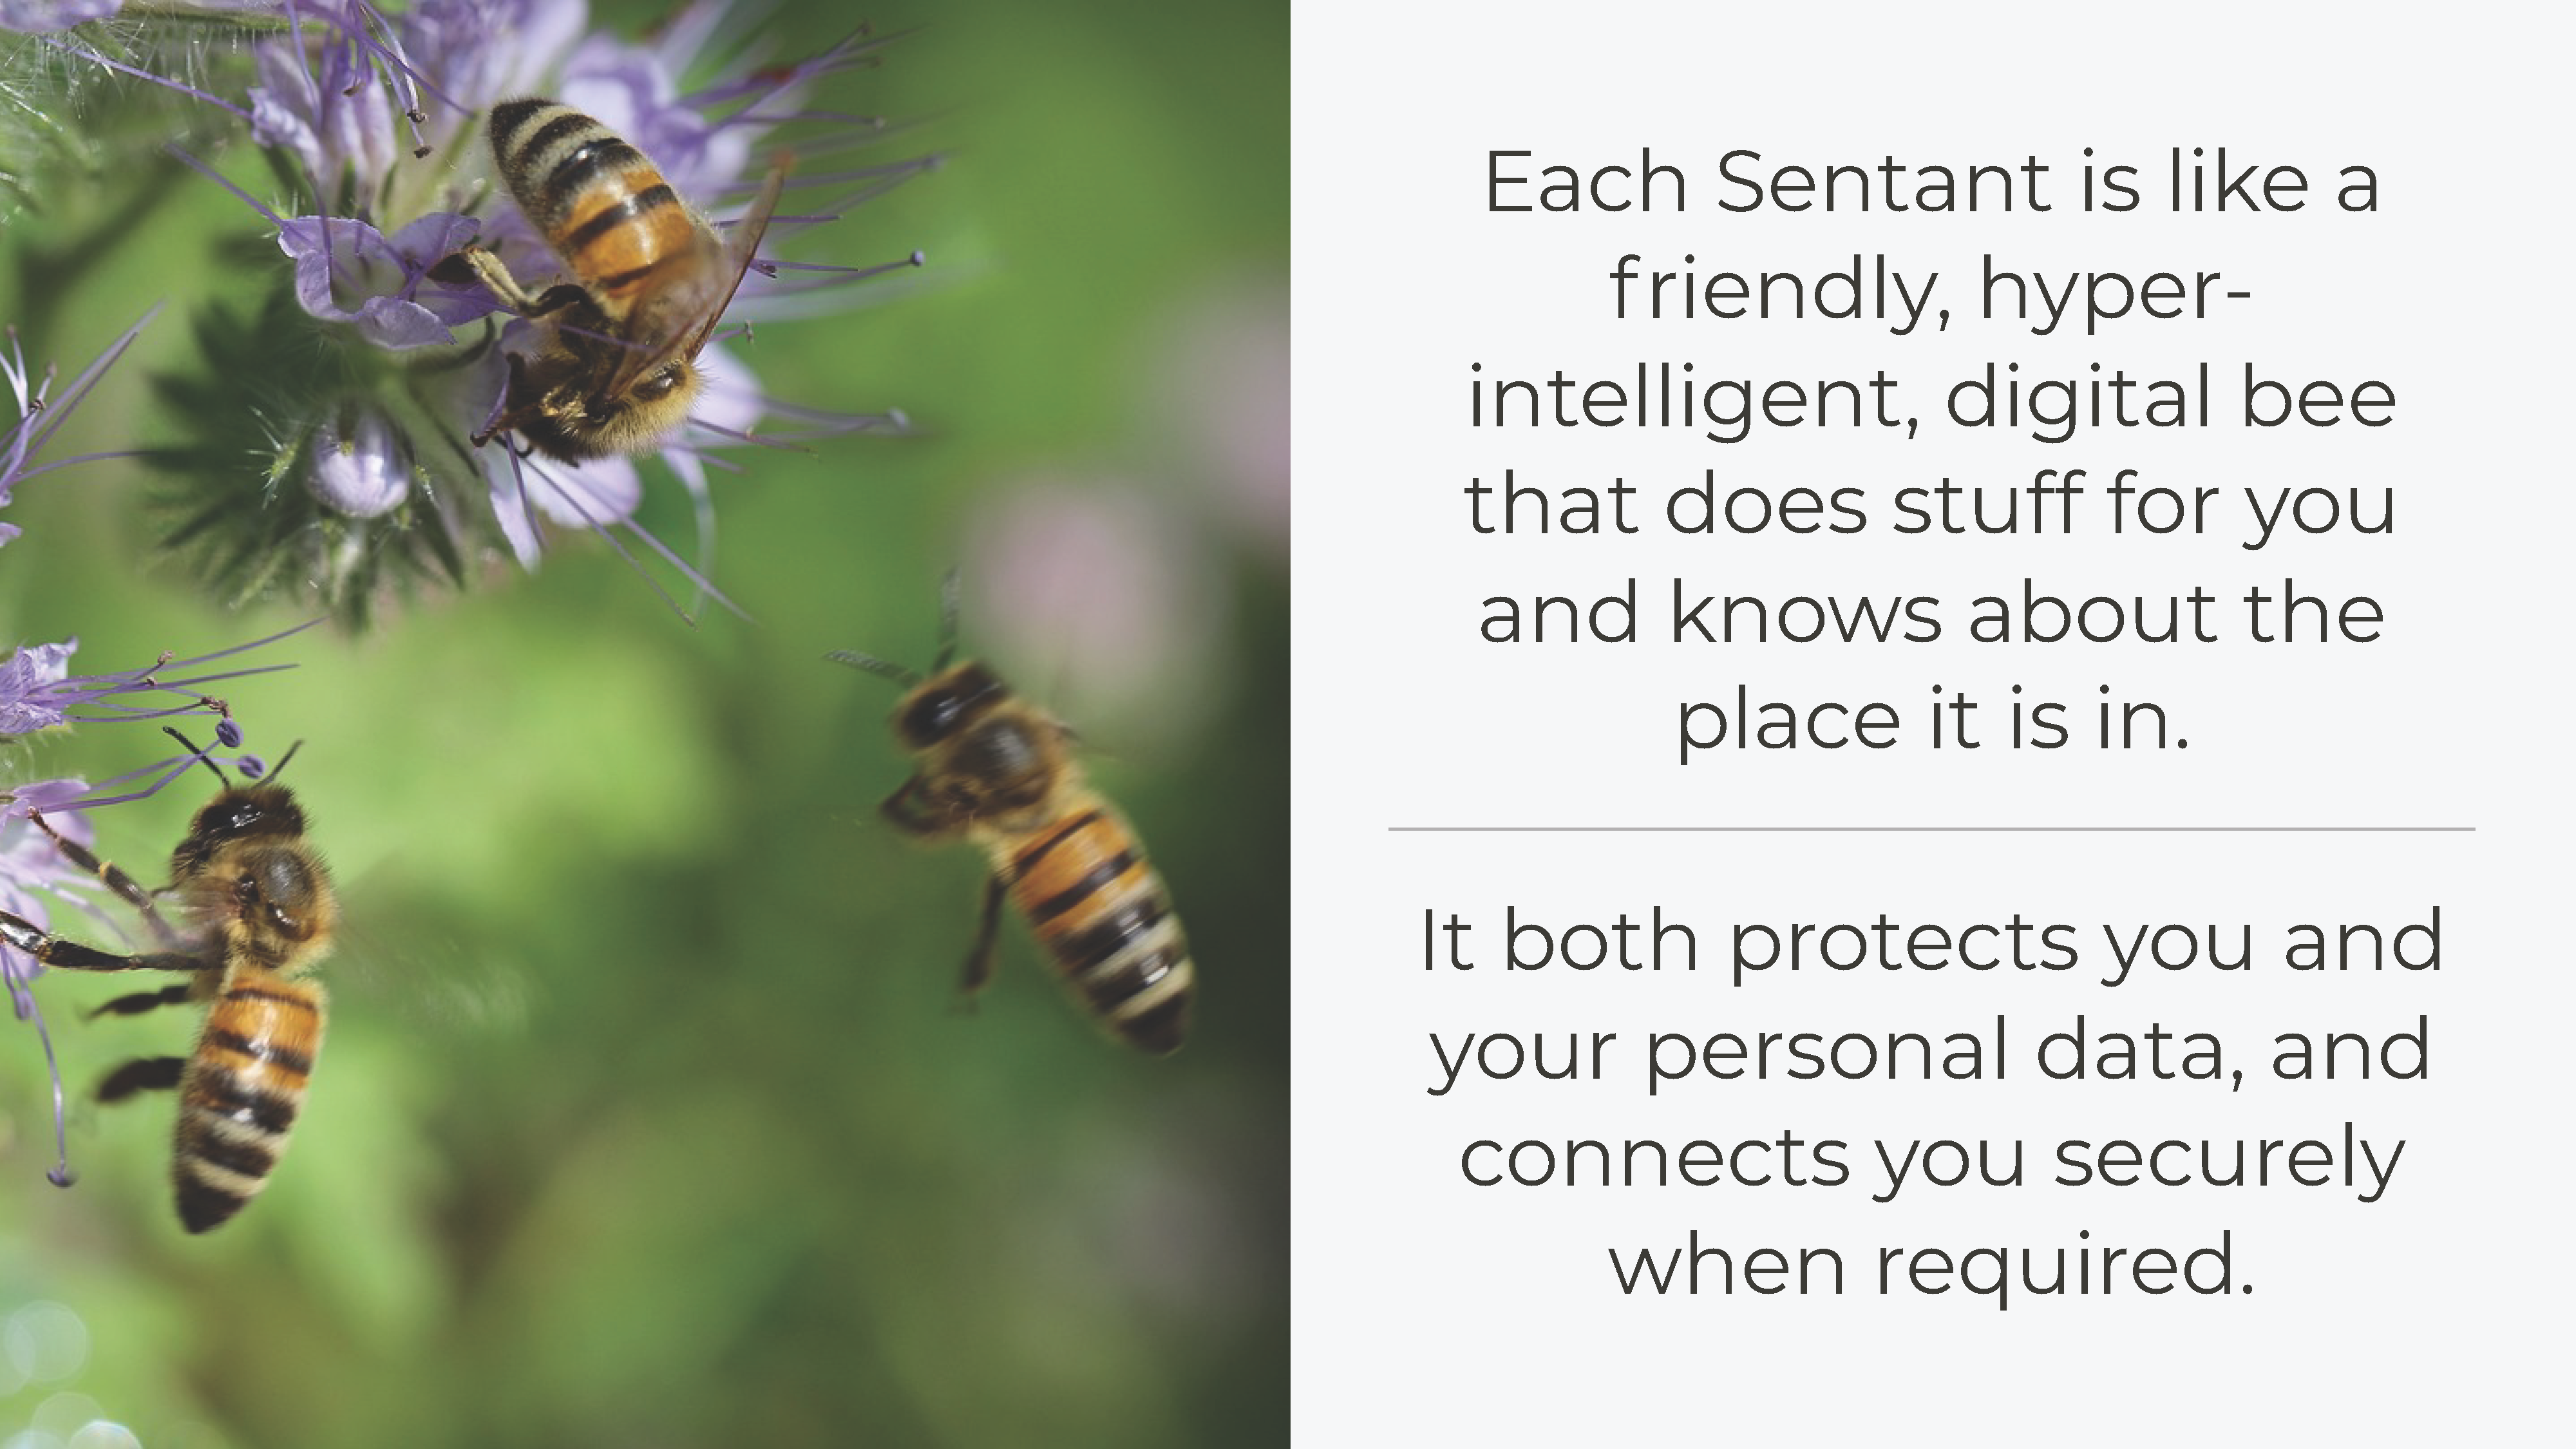 Each Sentant is like a
friendly, hyper-
intelligent, digital bee
that does stuff for you
and knows about the
place it is in.
It both protects you and
your personal data, and
connects you securely
when required.